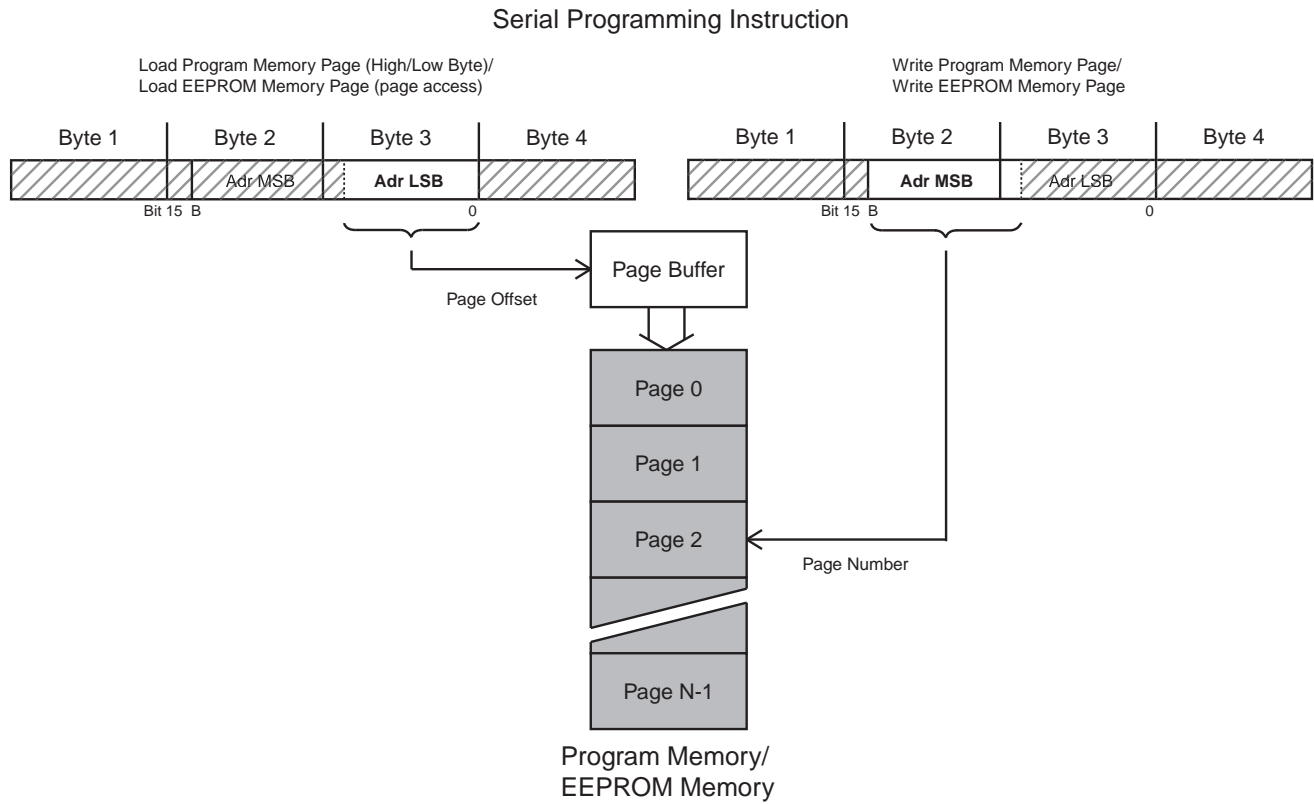 Serial Programming Instruction
Load Program Memory Page (High/Low Byte)/
Load EEPROM Memory Page (page access)
Write Program Memory Page/
Write EEPROM Memory Page
Byte 1 Byte 2 Byte 3 Byte 4
Byte 1 Byte 2 Byte 3 Byte 4
Adr MSB Adr LSB
Adr MSB Adr LSB
Bit 15 B 0
Bit 15 B 0
Page Buffer
Page Offset
Page 0
Page 1
Page 2
Page Number
Page N-1
Program Memory/
EEPROM Memory